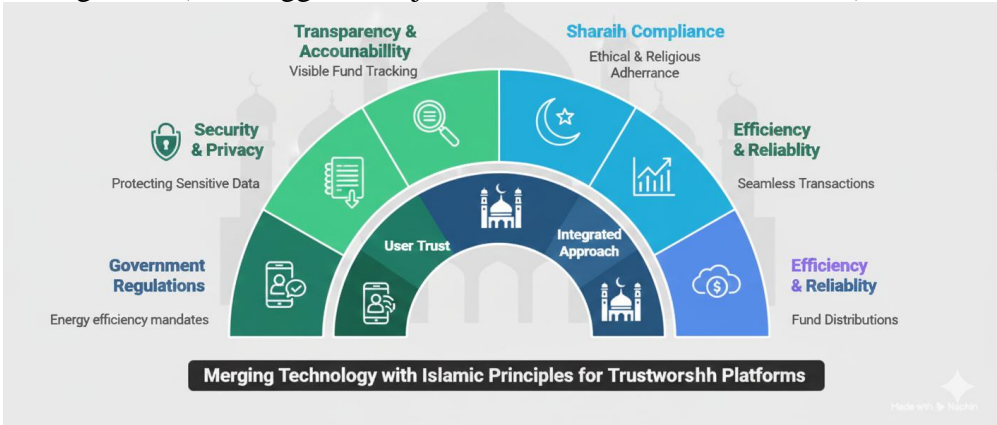 Transparency &
Accounabillity
Visible Fund Tracking
Sharaih Compliance
Ethical & Religious
Adherrance
Security
& Privacy
Protecting Sensitive Data
Efficiency
& Reliablity
Seamless Transactions
User Trust
Integrated
Approach
Government
Regulations
Energy efficiency mandates
Efficiency
& Reliablity
Fund Distributions
Merging Technology with Islamic Principles for Trustworshh Platforms
Made with